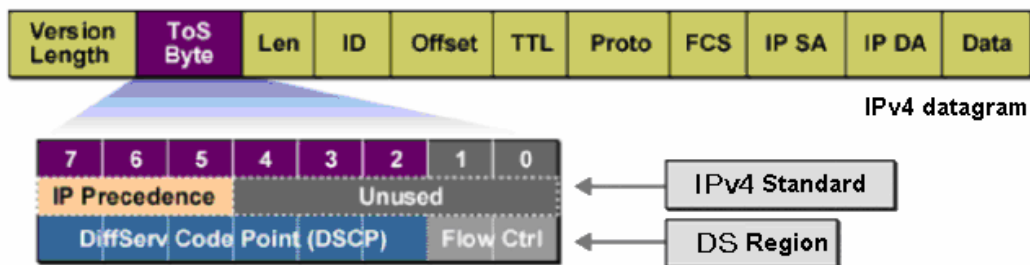 Version Length
ToS Byte
Len
ID
Offset
TTL
Proto
FCS
IP SA
IP DA
Data
IPv4 datagram
7 6 5 4 3 2 1 0
IP Precedence
Unused
IPv4 Standard
DiffServ Code Point (DSCP)
Flow Ctrl
DS Region